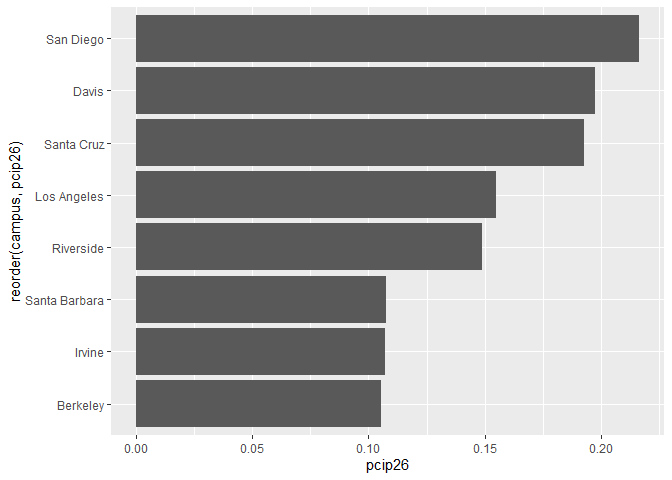 San Diego
Davis
Santa Cruz
Los Angeles
Riverside
Santa Barbara
Irvine
Berkeley
reorder(campus, pcip26)
0.00 0.05 0.10 0.15 0.20
pcip26